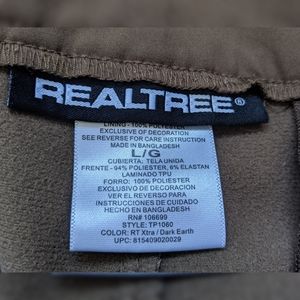 REALTREE®
LINING - 100% POLYESTER
EXCLUSIVE OF DECORATION
SEE REVERSE FOR CARE INSTRUCTION
MADE IN BANGLADESH
L/G
CUBIERTA: TELA UNIDA
FRENTE - 94% POLIESTER, 6% ELASTAN
LAMINADO TPU
FORRO: 100% POLIESTER
EXCLUSIVO DE DECORACION
VER EL REVERSO PARA
INSTRUCCIONES DE CUIDADO
HECHO EN BANGLADESH
RN# 106699
STYLE: TP1060
COLOR: RT Xtra / Dark Earth
UPC: 815409020029